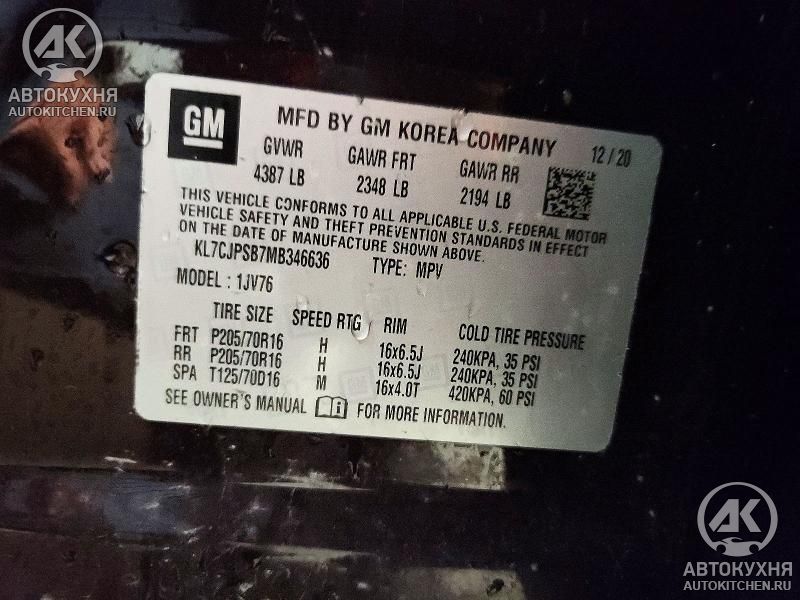 AK
АВТОКУХНЯ
AUTOKITCHEN.RU
GM
MFD BY GM KOREA COMPANY 12 / 20
GVWR GAWR FRT GAWR RR
4387 LB 2348 LB 2194 LB
THIS VEHICLE CONFORMS TO ALL APPLICABLE U.S. FEDERAL MOTOR
VEHICLE SAFETY AND THEFT PREVENTION STANDARDS IN EFFECT
ON THE DATE OF MANUFACTURE SHOWN ABOVE.
KL7CJPSB7MB346636 TYPE: MPV
MODEL : 1JV76
TIRE SIZE SPEED RTG RIM COLD TIRE PRESSURE
FRT P205/70R16 H 16x6.5J 240KPA, 35 PSI
RR P205/70R16 H 16x6.5J 240KPA, 35 PSI
SPA T125/70D16 M 16x4.0T 420KPA, 60 PSI
SEE OWNER'S MANUAL FOR MORE INFORMATION.
AK
АВТОКУХНЯ
AUTOKITCHEN.RU